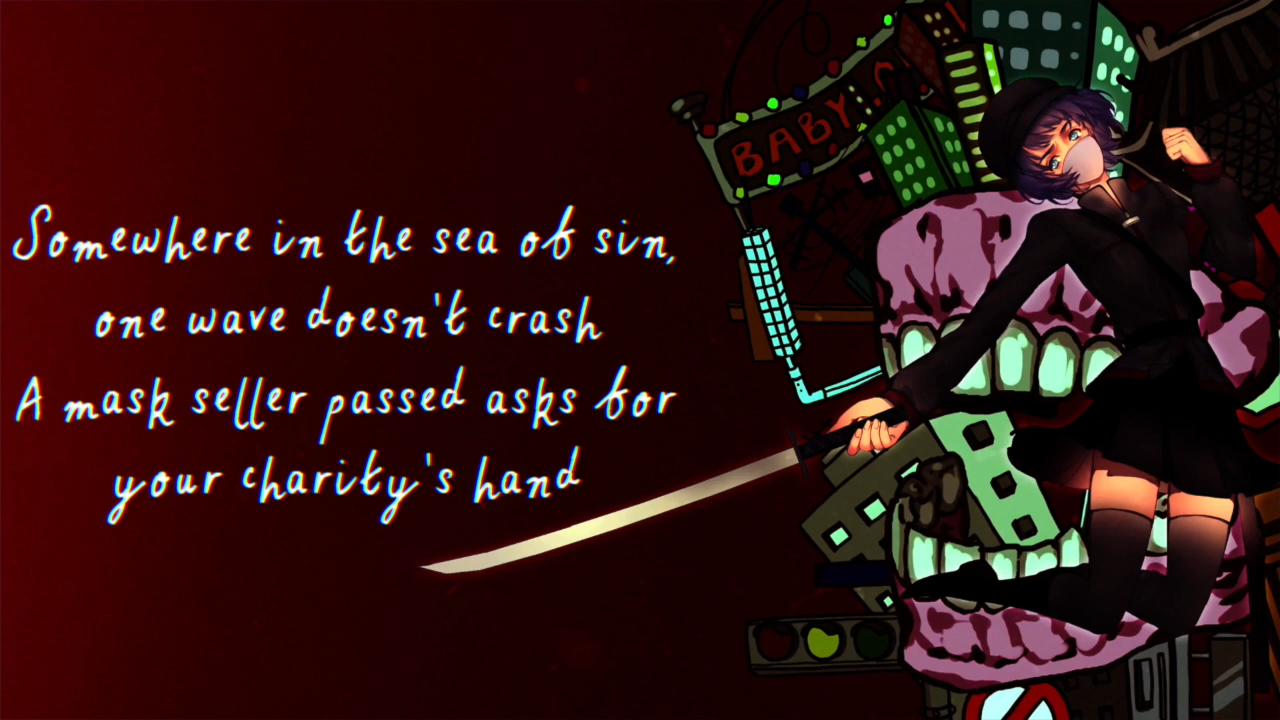 Somewhere in the sea of sin,
one wave doesn't crash
A mask seller passed asks for
your charity's hand
BABY